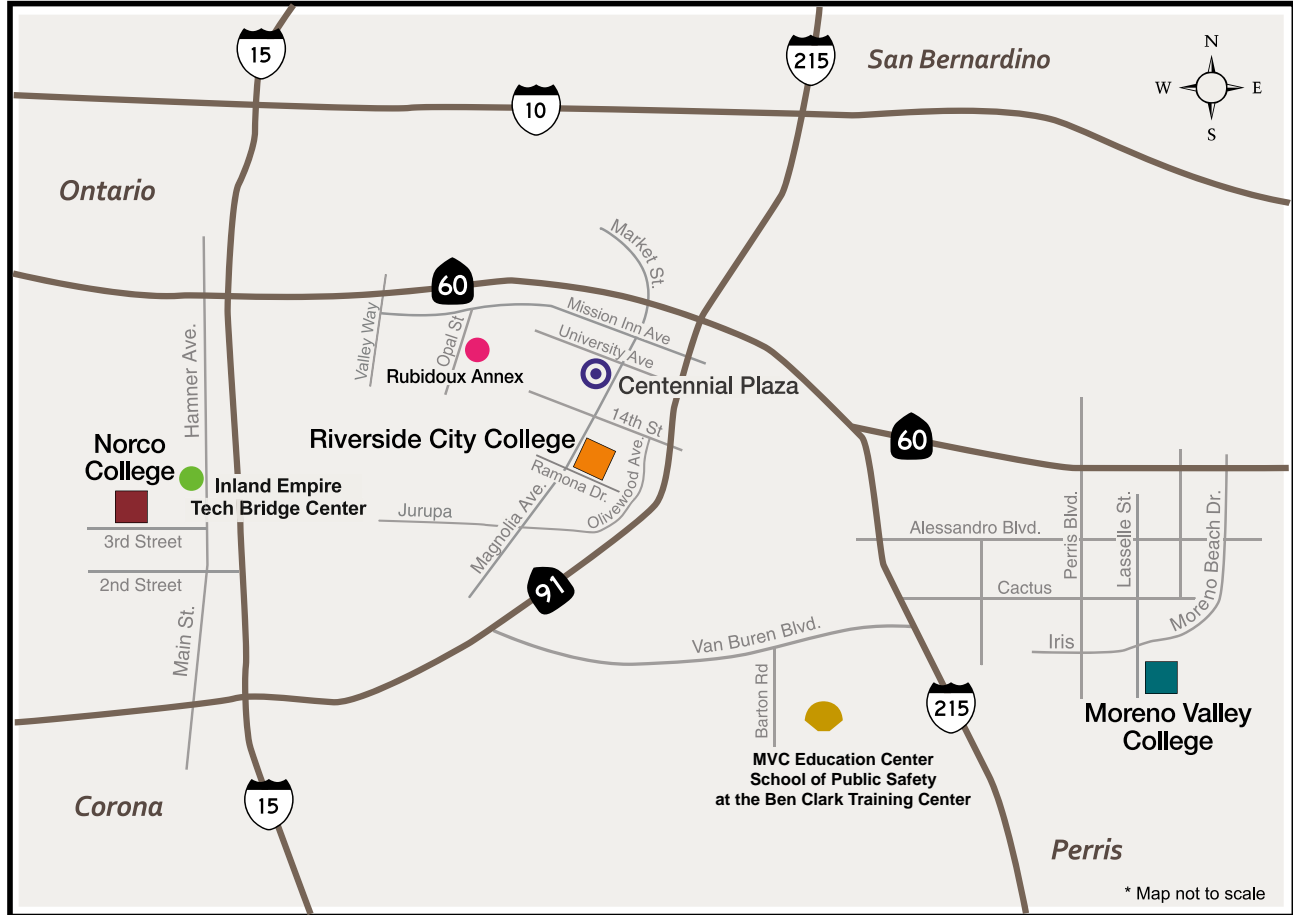 15
215
San Bernardino
N
W
E
S
10
Ontario
Market St.
60
Mission Inn Ave
University Ave
Valley Way
Opal St
Rubidoux Annex
Centennial Plaza
Hamner Ave.
14th St
Riverside City College
60
Norco
College
Inland Empire
Tech Bridge Center
Ramona Dr.
Olivewood Ave.
Magnolia Ave.
Jurupa
3rd Street
2nd Street
Alessandro Blvd.
Perris Blvd.
Lasselle St.
Moreno Beach Dr.
Cactus
91
Main St.
Van Buren Blvd.
Iris
Barton Rd
215
Moreno Valley
College
MVC Education Center
School of Public Safety
at the Ben Clark Training Center
Corona
15
Perris
* Map not to scale